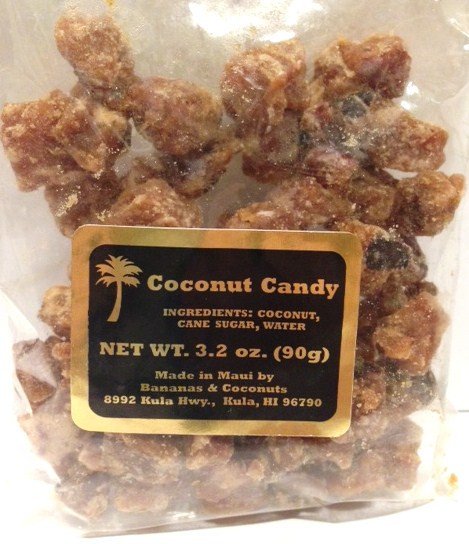 Coconut Candy
INGREDIENTS: COCONUT,
CANE SUGAR, WATER
NET WT. 3.2 oz. (90g)
Made in Maui by
Bananas & Coconuts
8992 Kula Hwy., Kula, HI 96790